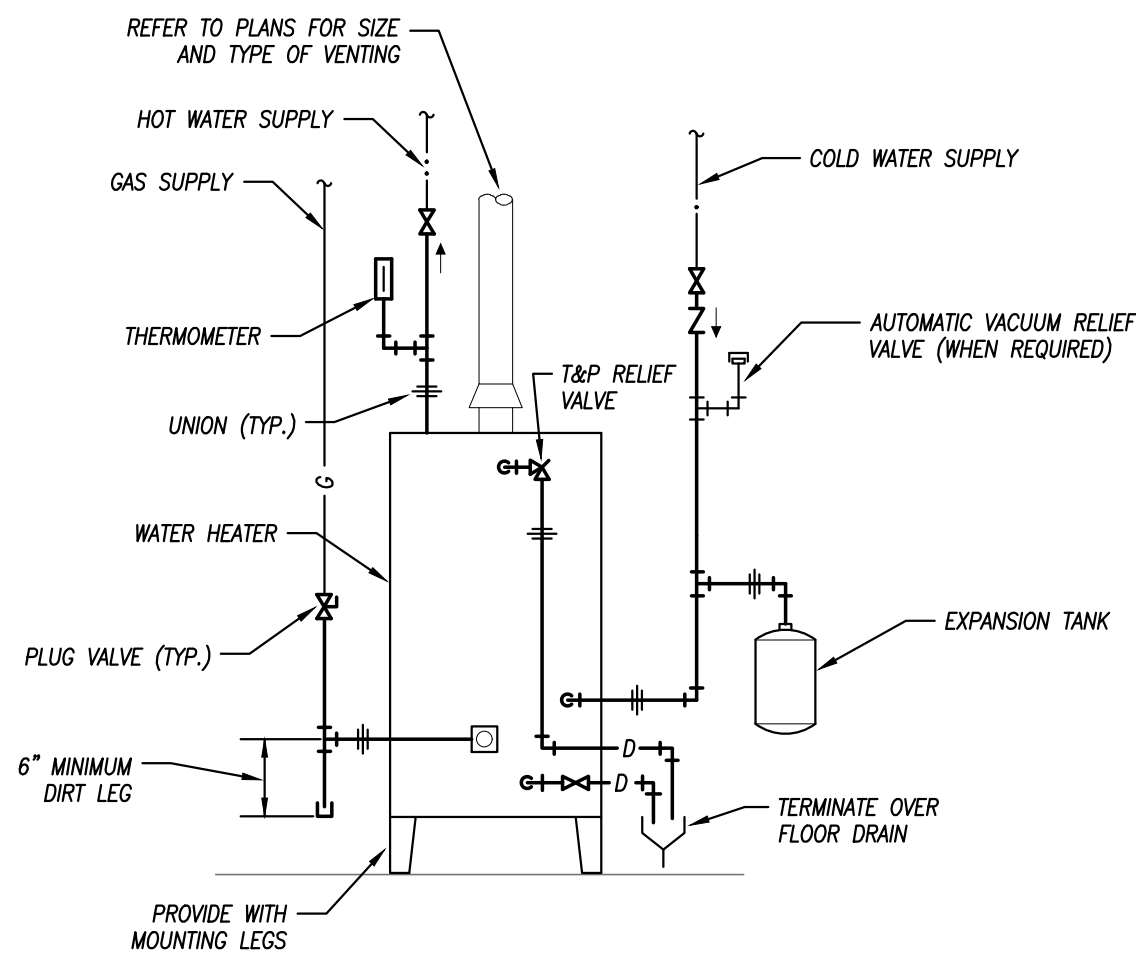 REFER TO PLANS FOR SIZE
AND TYPE OF VENTING
HOT WATER SUPPLY
COLD WATER SUPPLY
GAS SUPPLY
THERMOMETER
AUTOMATIC VACUUM RELIEF
VALVE (WHEN REQUIRED)
T&P RELIEF
VALVE
UNION (TYP.)
G
WATER HEATER
EXPANSION TANK
PLUG VALVE (TYP.)
D
6" MINIMUM
DIRT LEG
D
TERMINATE OVER
FLOOR DRAIN
PROVIDE WITH
MOUNTING LEGS